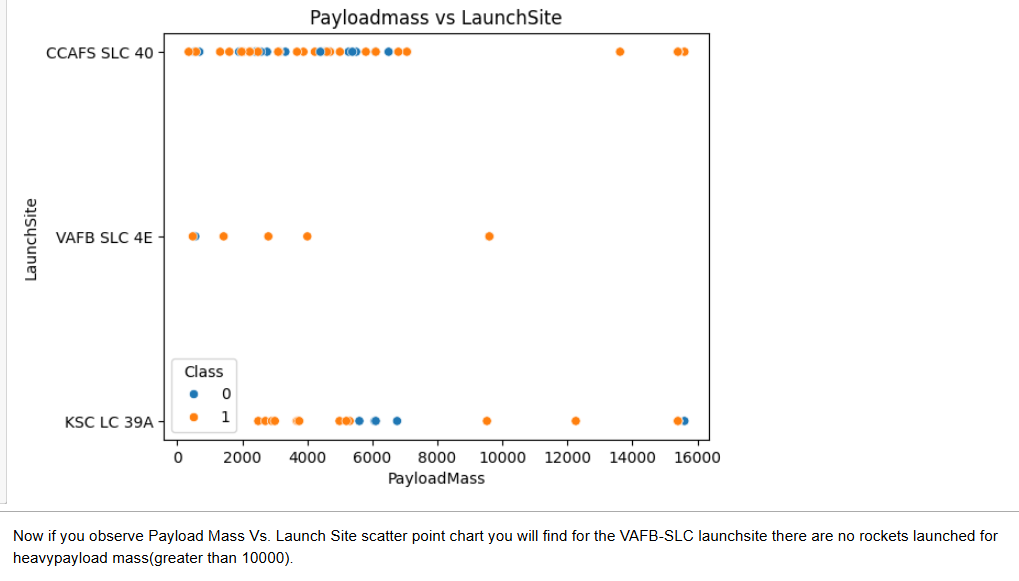 Payloadmass vs LaunchSite
CCAFS SLC 40
VAFB SLC 4E
KSC LC 39A
LaunchSite
Class
0
1
0 2000 4000 6000 8000 10000 12000 14000 16000
PayloadMass
Now if you observe Payload Mass Vs. Launch Site scatter point chart you will find for the VAFB-SLC launchsite there are no rockets launched for
heavypayload mass(greater than 10000).